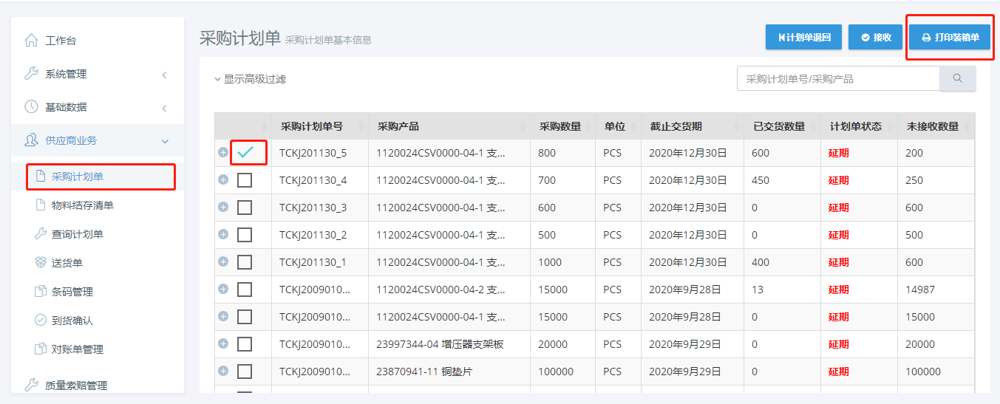 工作台
系统管理
基础数据
供应商业务
采购计划单
物料结存清单
查询计划单
送货单
条码管理
到货确认
对账单管理
质量索赔管理
采购计划单 采购计划单基本信息
计划单退回 接收 打印装箱单
显示高级过滤
采购计划单号/采购产品
采购计划单号 采购产品 采购数量 单位 截止交货期 已交货数量 计划单状态 未接收数量
TCKJ201130_5 1120024CSV0000-04-1 支... 800 PCS 2020年12月30日 600 延期 200
TCKJ201130_4 1120024CSV0000-04-1 支... 700 PCS 2020年12月30日 450 延期 250
TCKJ201130_3 1120024CSV0000-04-1 支... 600 PCS 2020年12月30日 0 延期 600
TCKJ201130_2 1120024CSV0000-04-1 支... 500 PCS 2020年12月30日 0 延期 500
TCKJ201130_1 1120024CSV0000-04-1 支... 1000 PCS 2020年12月30日 400 延期 600
TCKJ2009010... 1120024CSV0000-04-2 支... 15000 PCS 2020年9月28日 13 延期 14987
TCKJ2009010... 1120024CSV0000-04-1 支... 15000 PCS 2020年9月28日 0 延期 15000
TCKJ2009010... 23997344-04 增压器支架板 20000 PCS 2020年9月29日 0 延期 20000
TCKJ2009010... 23870941-11 铜垫片 100000 PCS 2020年9月29日 0 延期 100000